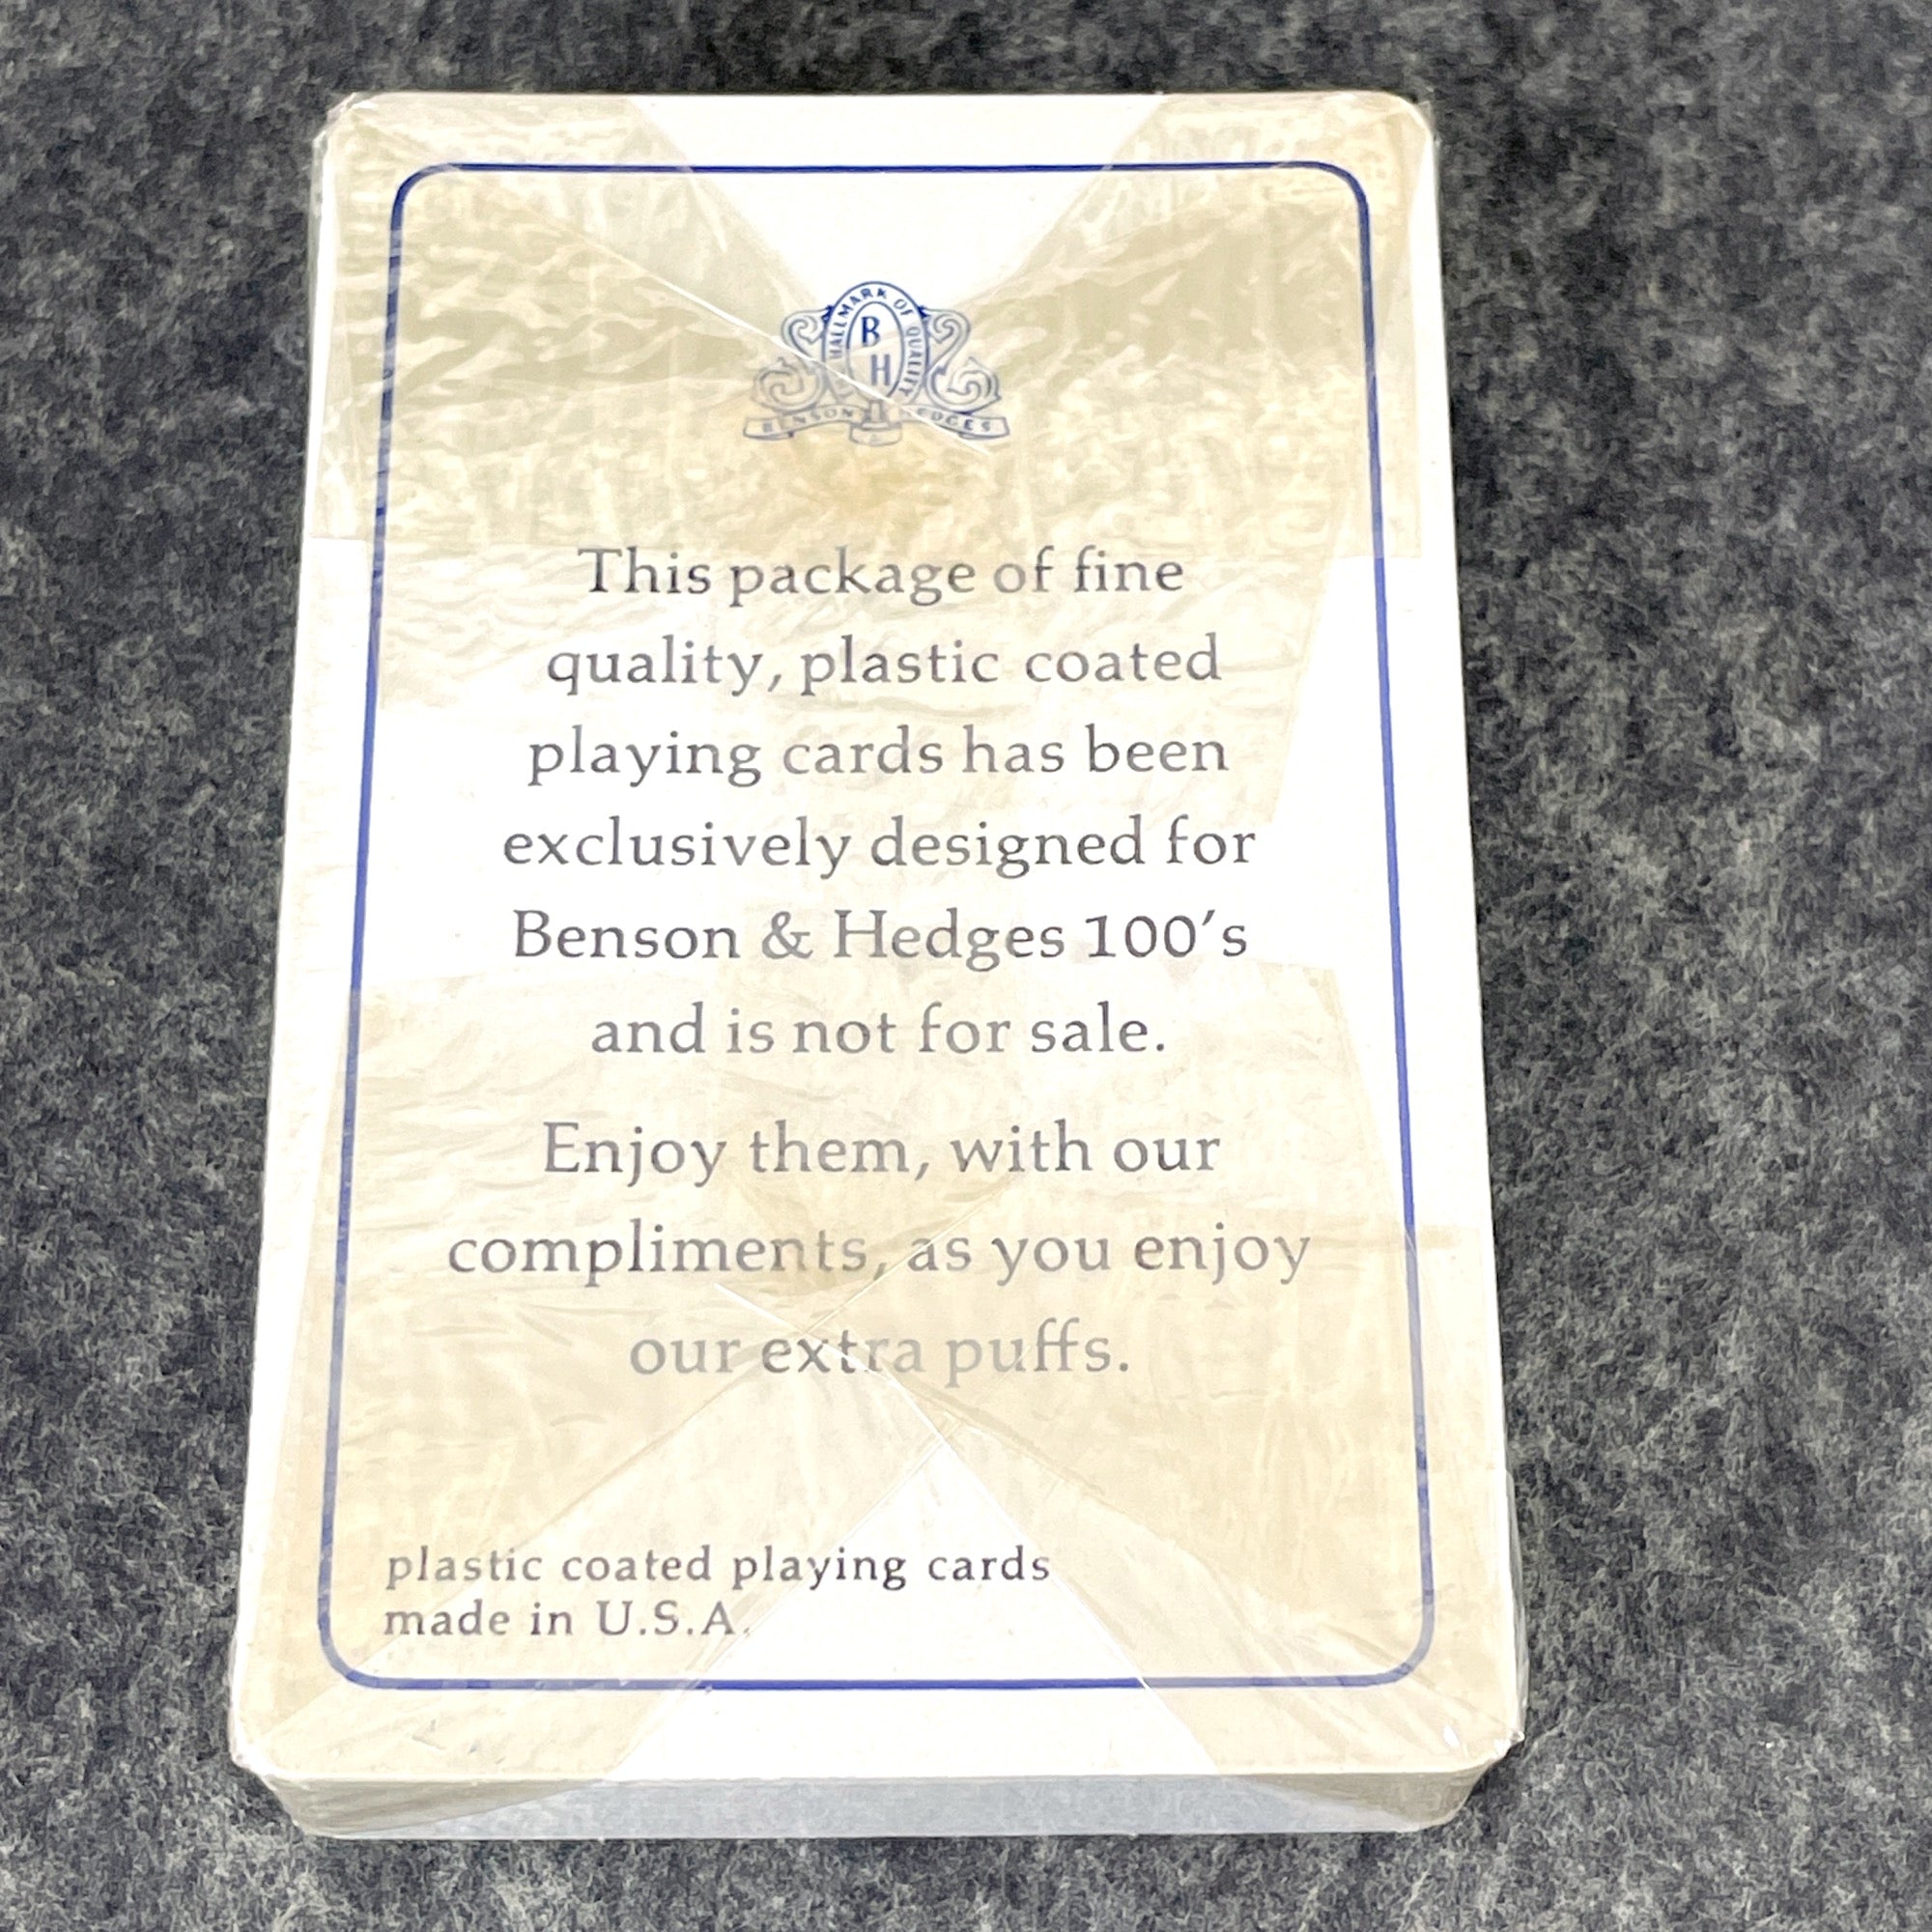 HALLMARK OF QUALITY
B
H
BENSON & HEDGES
This package of fine
quality, plastic coated
playing cards has been
exclusively designed for
Benson & Hedges 100's
and is not for sale.
Enjoy them, with our
compliments, as you enjoy
our extra puffs.
plastic coated playing cards
made in U.S.A.